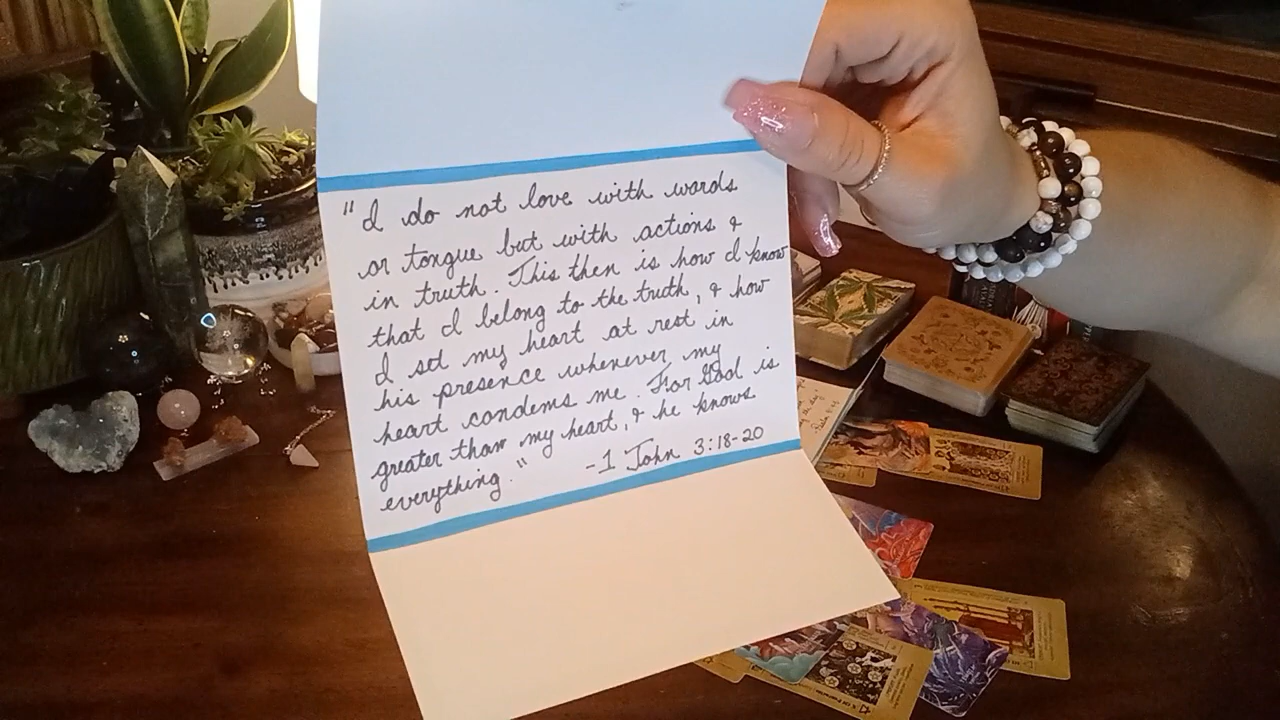 "I do not love with words
or tongue but with actions &
in truth. This then is how I know
that I belong to the truth, & how
I set my heart at rest in
his presence whenever my
heart condems me. For God is
greater than my heart, & he knows
everything."
-1 John 3:18-20